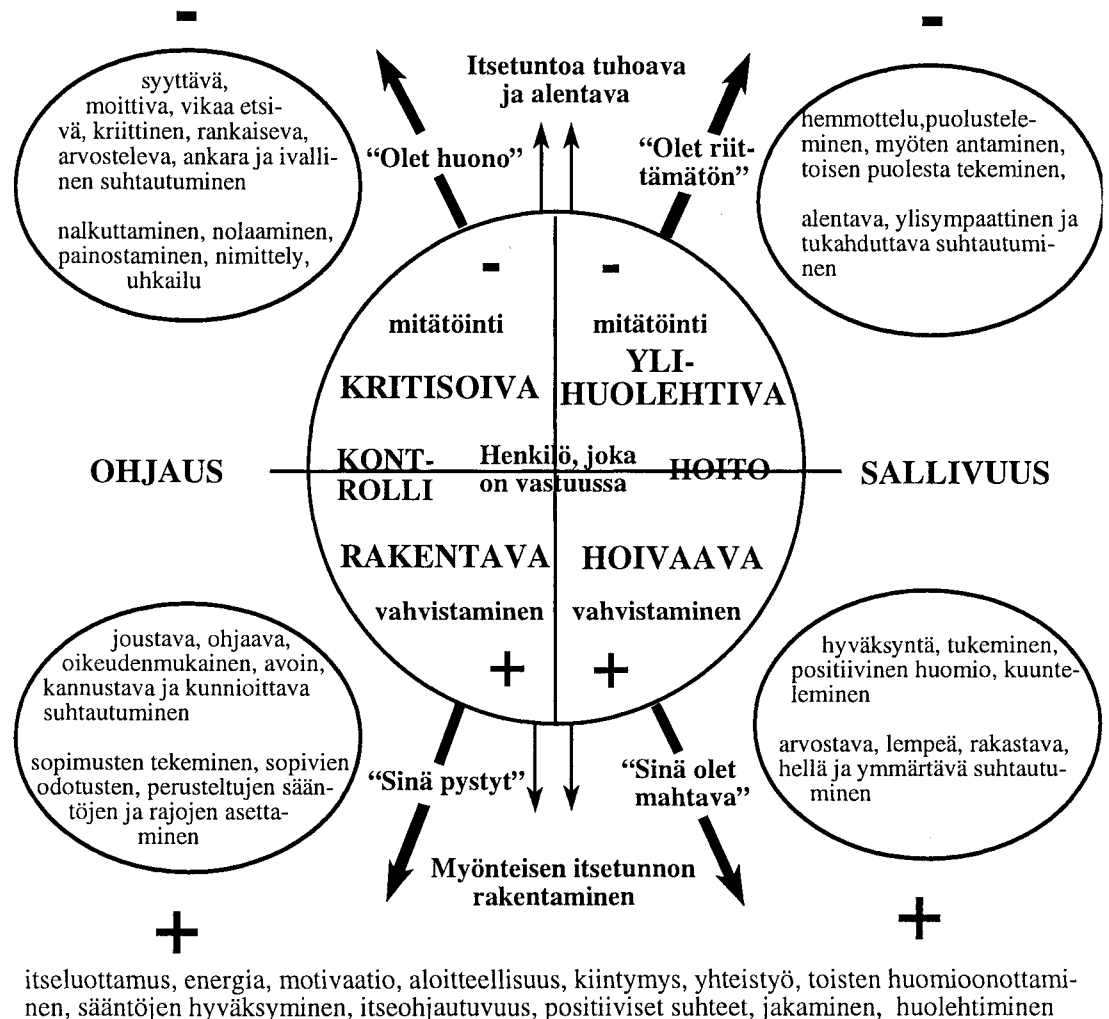 -
-
Itsetuntoa tuhoava
ja alentava
syyttävä,
moittiva, vikaa etsi-
vä, kriittinen, rankaiseva,
arvosteleva, ankara ja ivalli-
nen suhtautuminen
nalkuttaminen, nolaaminen,
painostaminen, nimittely,
uhkailu
“Olet huono”
“Olet riit-
tämätön”
hemmottelu,puolustele-
minen, myöten antaminen,
toisen puolesta tekeminen,
alentava, ylisympaattinen ja
tukahduttava suhtautumi-
nen
-
-
mitätöinti
mitätöinti
KRITISOIVA
YLI-
HUOLEHTIVA
OHJAUS
KONT-
ROLLI
Henkilö, joka
on vastuussa
HOITO
SALLIVUUS
RAKENTAVA
HOIVAAVA
vahvistaminen
vahvistaminen
+
+
joustava, ohjaava,
oikeudenmukainen, avoin,
kannustava ja kunnioittava
suhtautuminen
sopimusten tekeminen, sopivien
odotusten, perusteltujen sään-
töjen ja rajojen asetta-
minen
“Sinä pystyt”
“Sinä olet
mahtava”
hyväksyntä, tukeminen,
positiivinen huomio, kuunte-
leminen
arvostava, lempeä, rakastava,
hellä ja ymmärtävä suhtautu-
minen
Myönteisen itsetunnon
rakentaminen
+
+
itseluottamus, energia, motivaatio, aloitteellisuus, kiintymys, yhteistyö, toisten huomioonottami-
nen, sääntöjen hyväksyminen, itseohjautuvuus, positiiviset suhteet, jakaminen, huolehtiminen